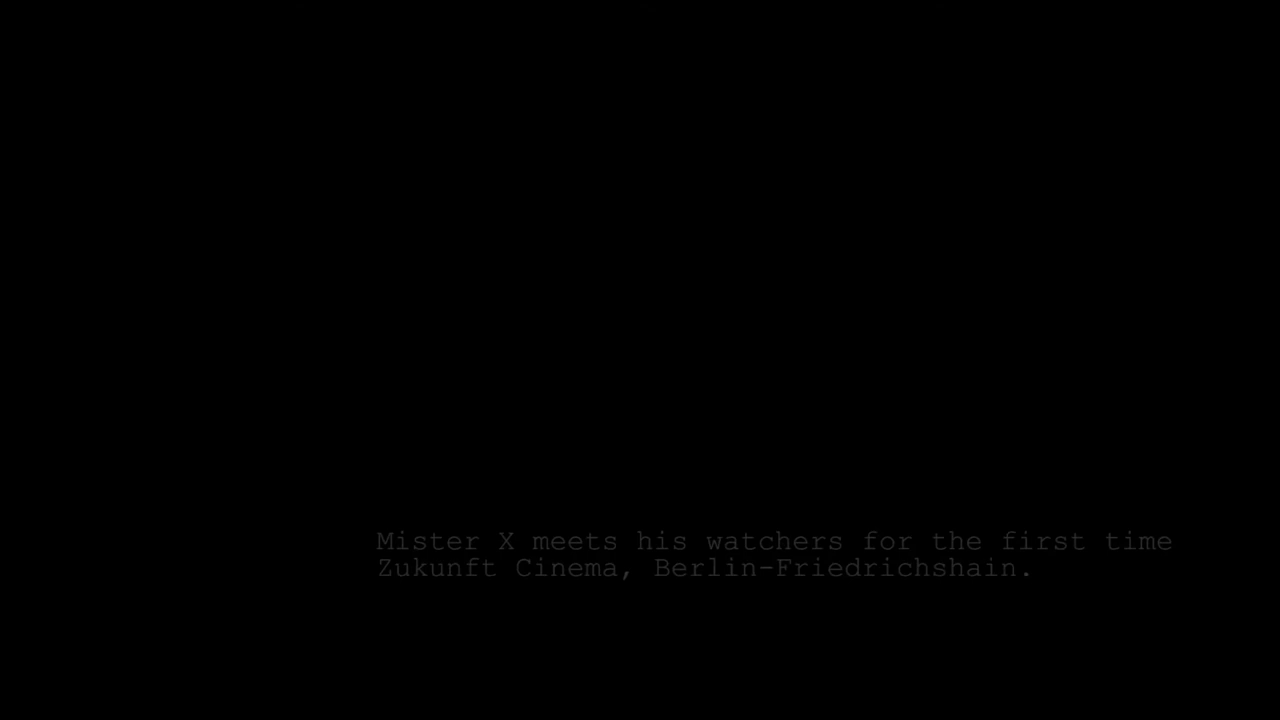 Mister X meets his watchers for the first time
Zukunft Cinema, Berlin-Friedrichshain.